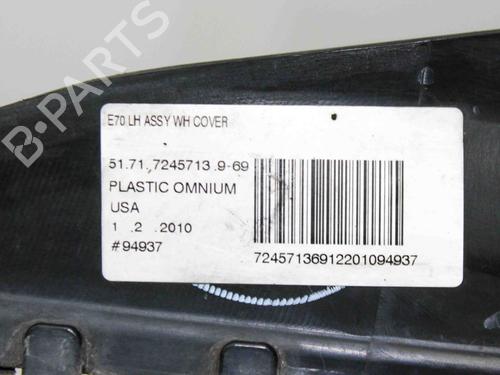 B-PARTS
E70 LH ASSY WH COVER
51.71.7245713.9-69
PLASTIC OMNIUM
USA
1 .2 .2010
#94937
72457136912201094937